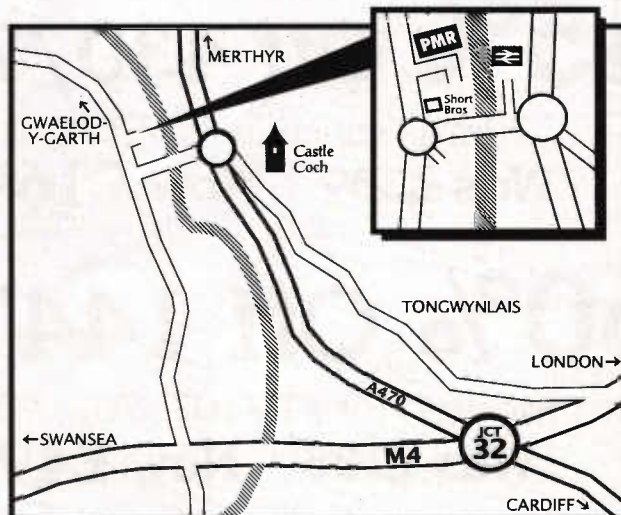 ↑
MERTHYR
GWAELOD-
Y-GARTH
Castle
Coch
PMR
Short
Bros
TONGWYNLAIS
LONDON→
A470
←SWANSEA
M4
JCT
32
CARDIFF↘